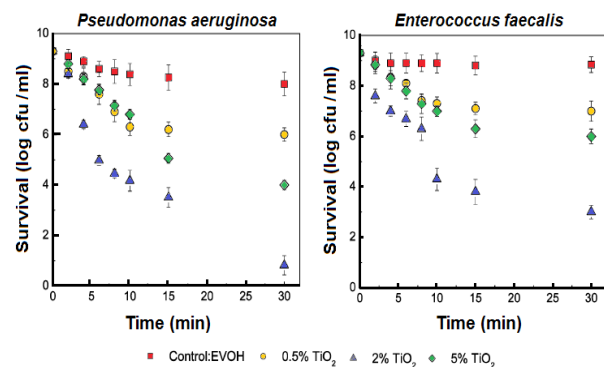 Pseudomonas aeruginosa
Survival (log cfu/ml)
10
8
6
4
2
0
0 5 10 15 20 25 30
Time (min)
Enterococcus faecalis
Survival (log cfu/ml)
10
8
6
4
2
0
0 5 10 15 20 25 30
Time (min)
Control:EVOH 0.5% TiO₂ 2% TiO₂ 5% TiO₂